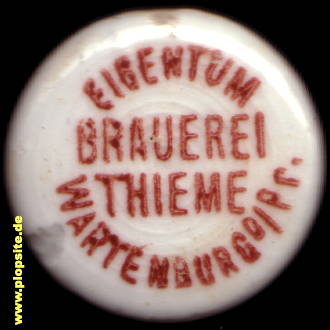 EIGENTUM
BRAUEREI
THIEME
WARTENBURG O/Pr.
www.plopsite.de